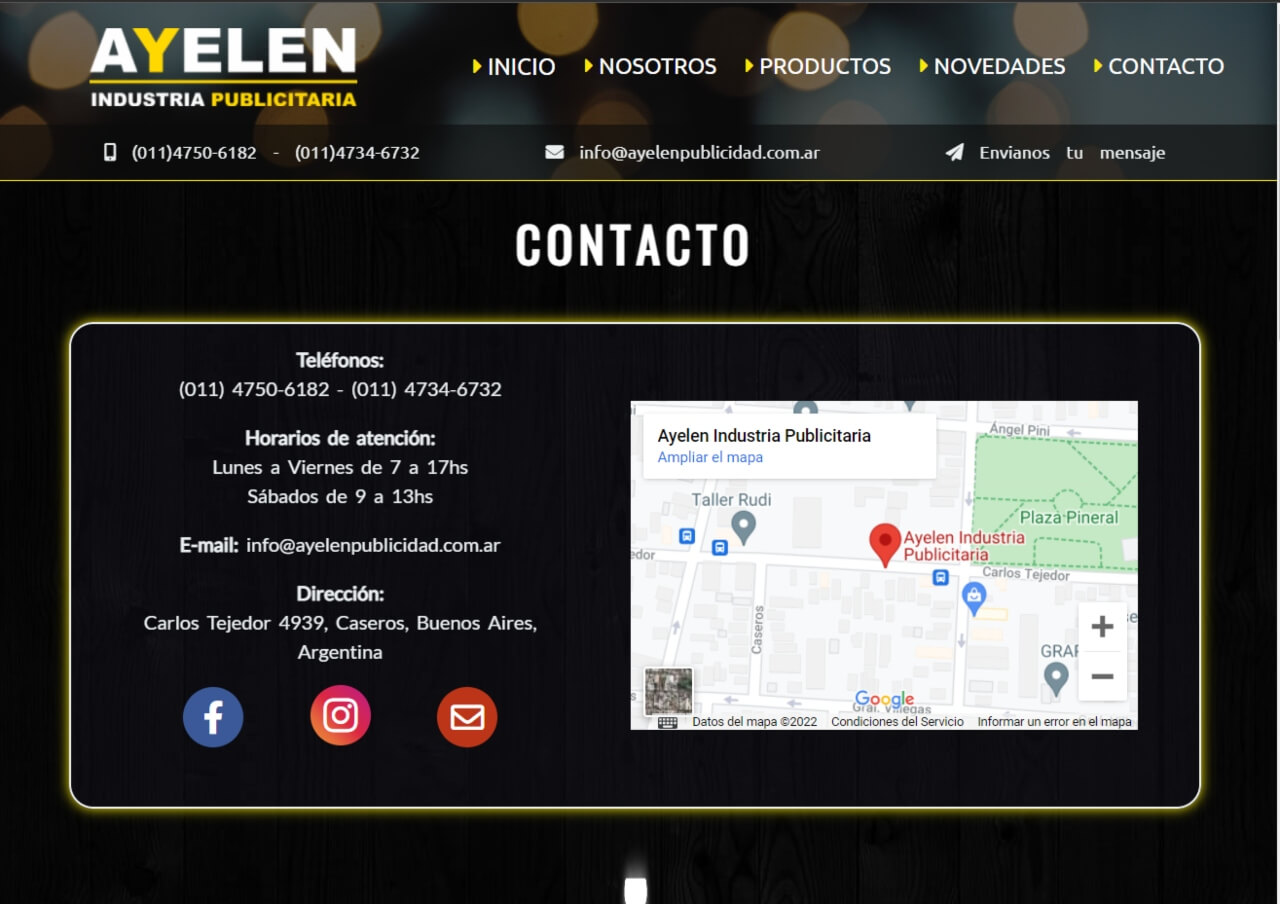 AYELEN
INDUSTRIA PUBLICITARIA
INICIO
NOSOTROS
PRODUCTOS
NOVEDADES
CONTACTO
(011)4750-6182 - (011)4734-6732
info@ayelenpublicidad.com.ar
Envianos tu mensaje
CONTACTO
Teléfonos:
(011) 4750-6182 - (011) 4734-6732
Horarios de atención:
Lunes a Viernes de 7 a 17hs
Sábados de 9 a 13hs
E-mail: info@ayelenpublicidad.com.ar
Dirección:
Carlos Tejedor 4939, Caseros, Buenos Aires,
Argentina
Ayelen Industria Publicitaria
Ampliar el mapa
Ángel Pini
Taller Rudi
Plaza Pineral
Ayelen Industria
Publicitaria
edor
Carlos Tejedor
Caseros
GRAF
Google
Gral. Villegas
Datos del mapa ©2022
Condiciones del Servicio
Informar un error en el mapa